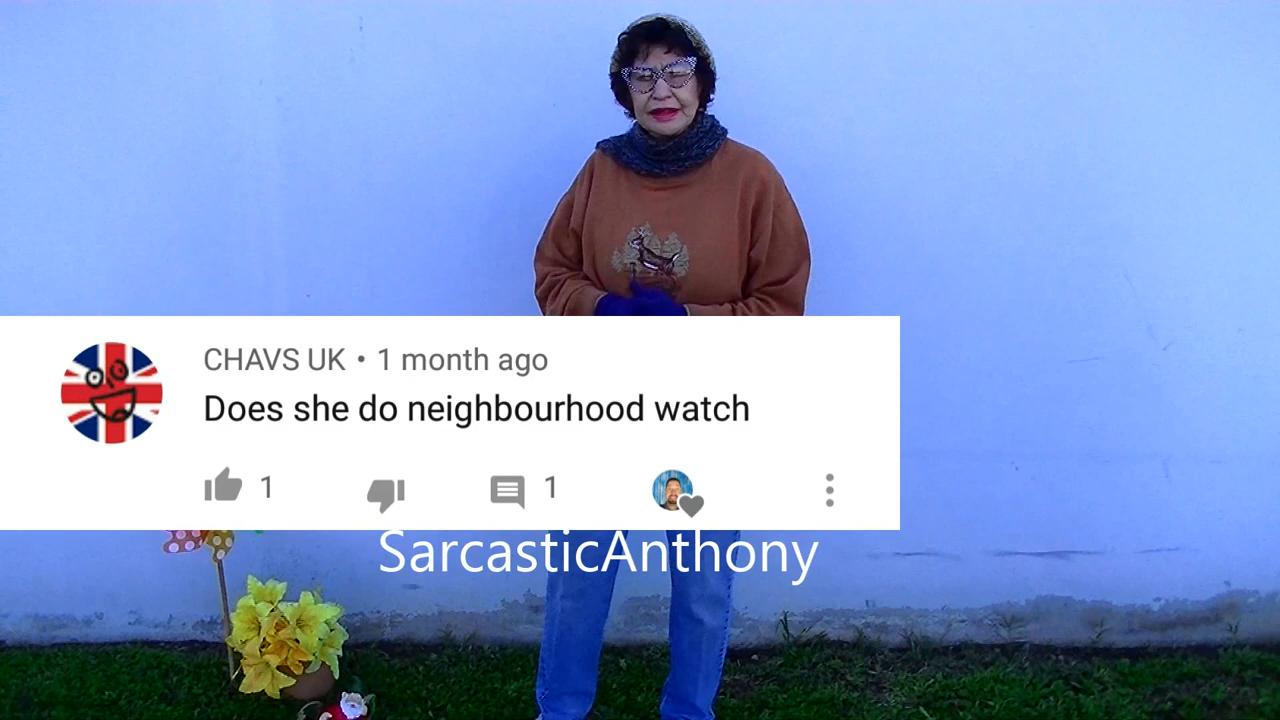 CHAVS UK • 1 month ago
Does she do neighbourhood watch
1
1
SarcasticAnthony